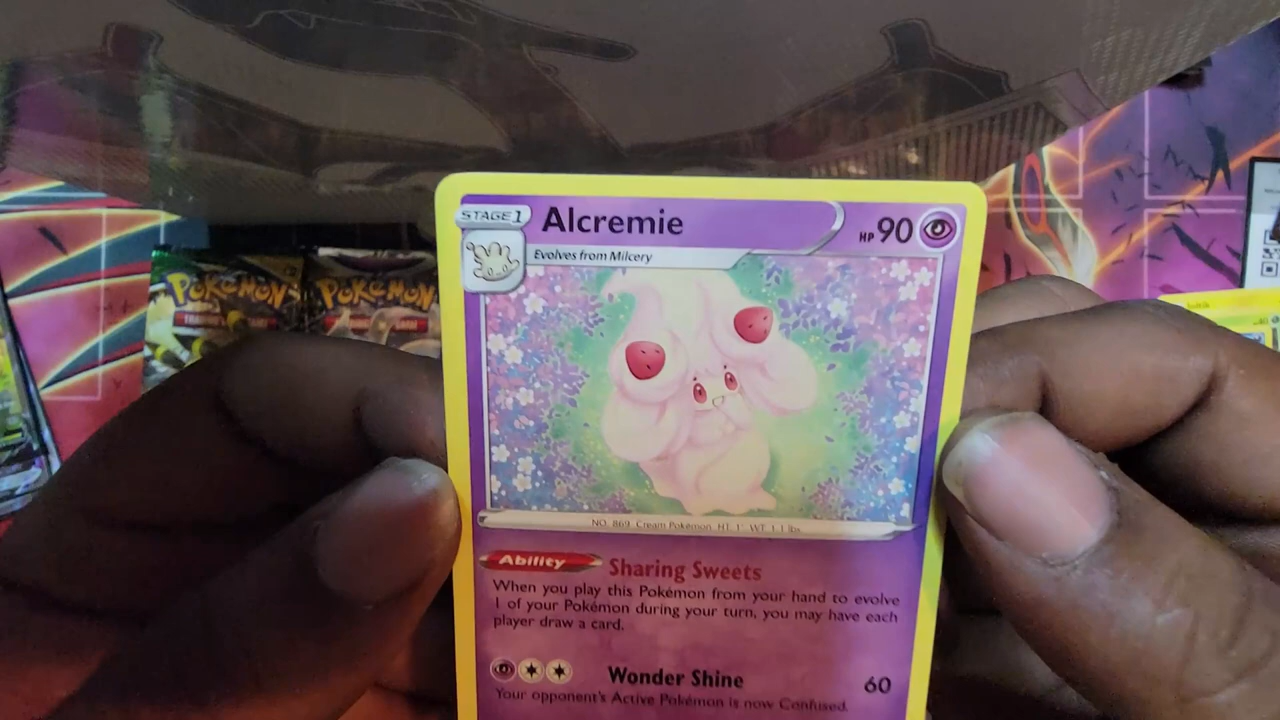 STAGE 1
Alcremie
HP 90
Evolves from Milcery
POKéMON
POKéMON
NO. 869 Cream Pokémon HT. 1' WT. 1.1 lbs.
Ability
Sharing Sweets
When you play this Pokémon from your hand to evolve
1 of your Pokémon during your turn, you may have each
player draw a card.
Wonder Shine
60
Your opponent's Active Pokémon is now Confused.